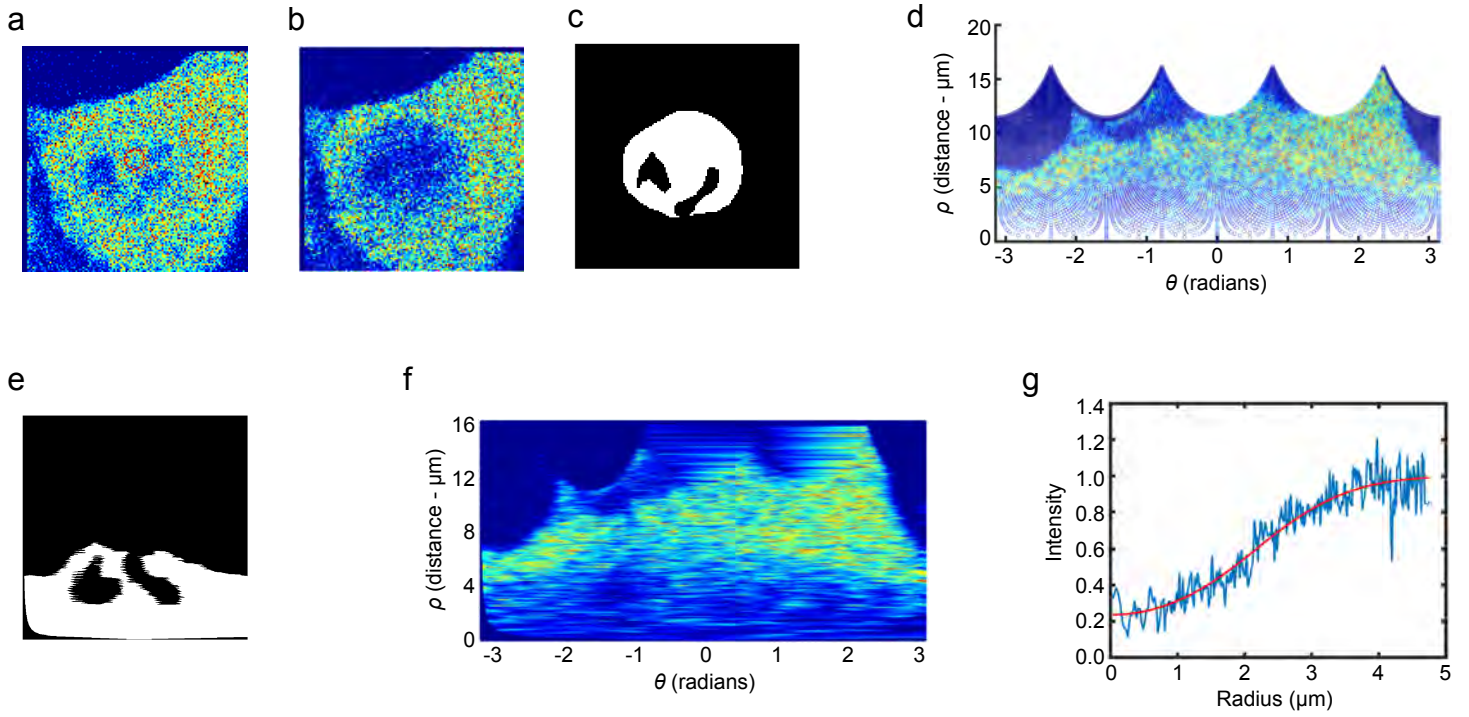 a
b
c
d
20
15
10
5
0
ρ (distance - µm)
-3 -2 -1 0 1 2 3
θ (radians)
e
f
16
12
8
4
0
ρ (distance - µm)
-3 -2 -1 0 1 2 3
θ (radians)
g
1.4
1.2
1.0
0.8
0.6
0.4
0.2
0.0
Intensity
0 1 2 3 4 5
Radius (µm)